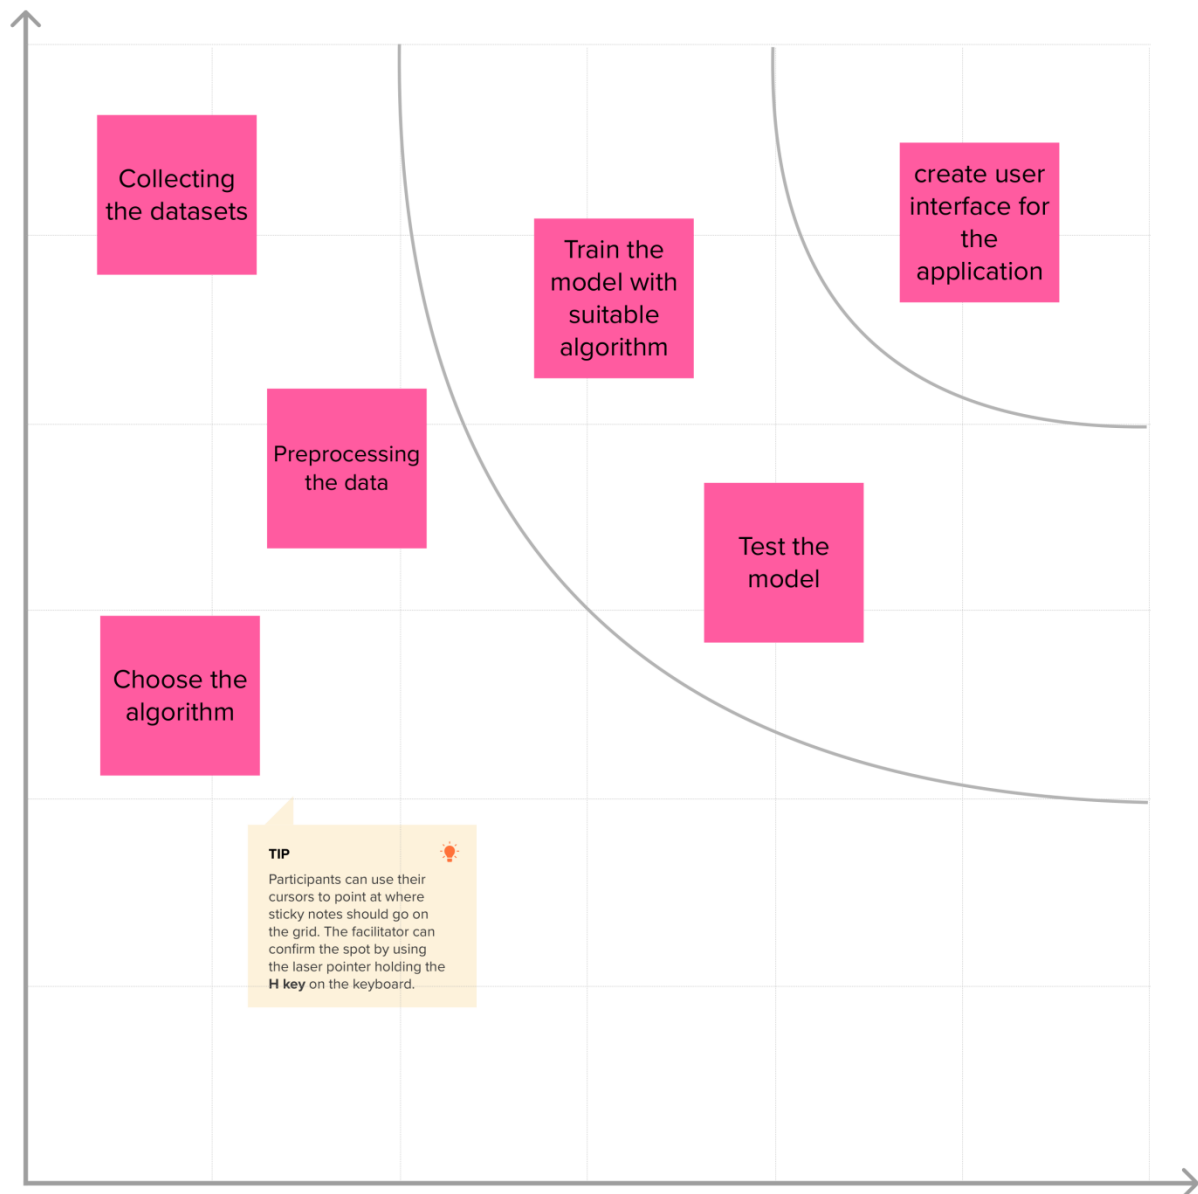 Collecting
the datasets
create user
interface for
the
application
Train the
model with
suitable
algorithm
Preprocessing
the data
Test the
model
Choose the
algorithm
TIP
Participants can use their
cursors to point at where
sticky notes should go on
the grid. The facilitator can
confirm the spot by using
the laser pointer holding the
H key on the keyboard.